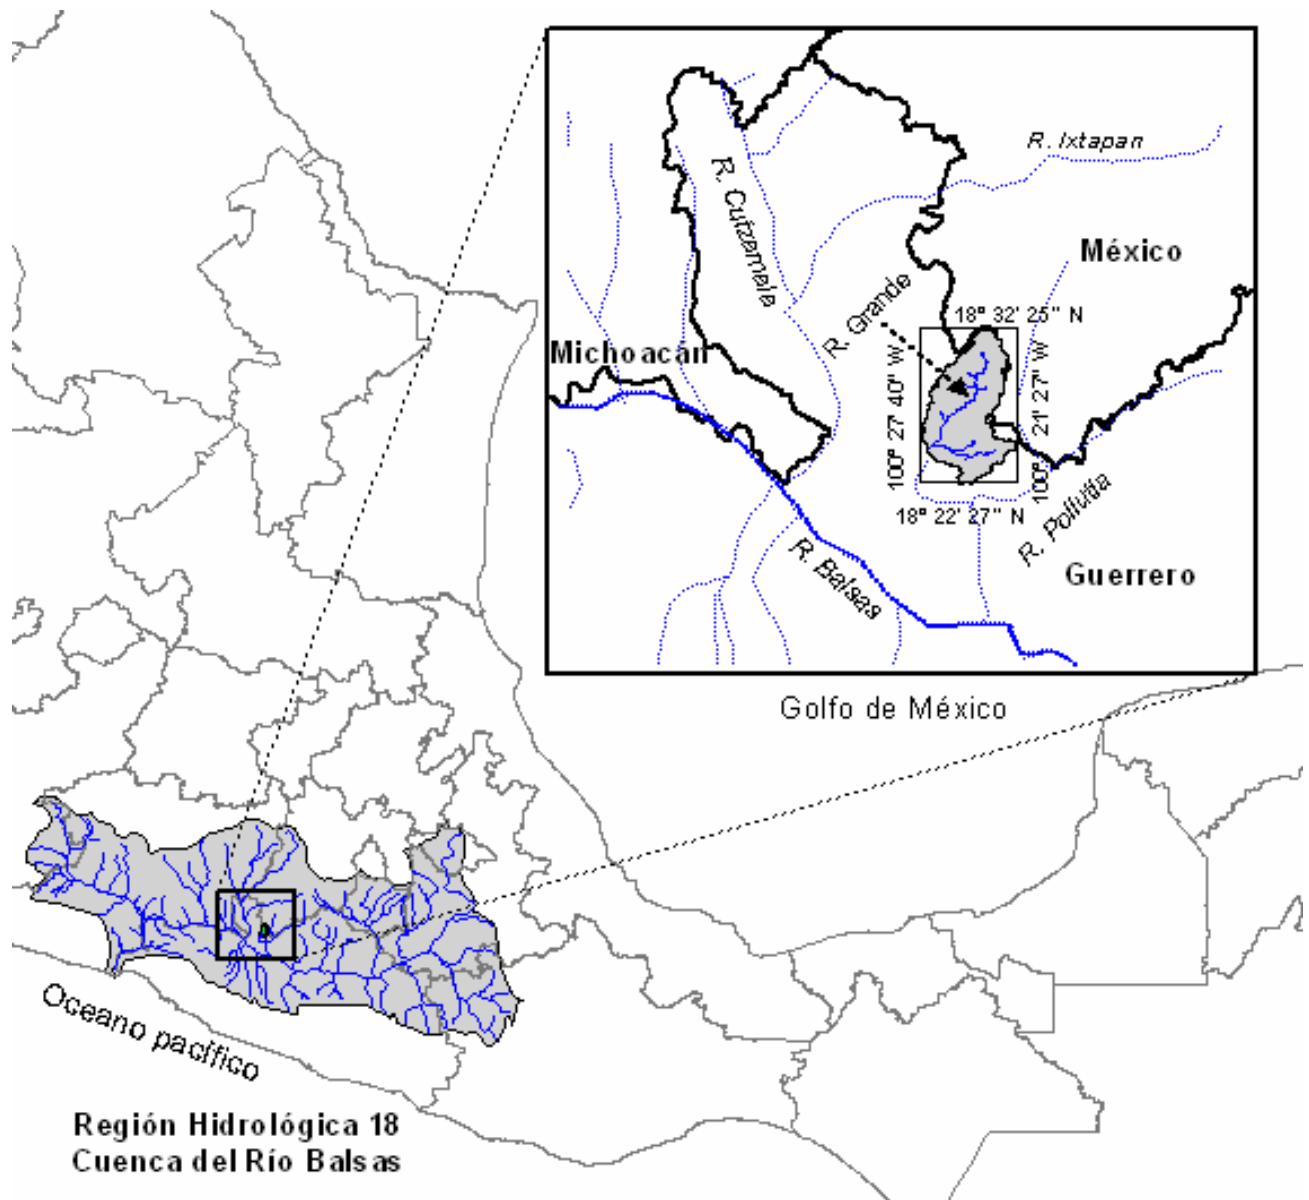 R. Ixtapan
R. Cutzamala
México
R. Grande
18° 32' 25" N
Michoacán
100° 27' 40" W
100° 21' 27" W
18° 22' 27" N
R. Poliutla
R. Balsas
Guerrero
Golfo de México
Oceano pacífico
Región Hidrológica 18
Cuenca del Río Balsas